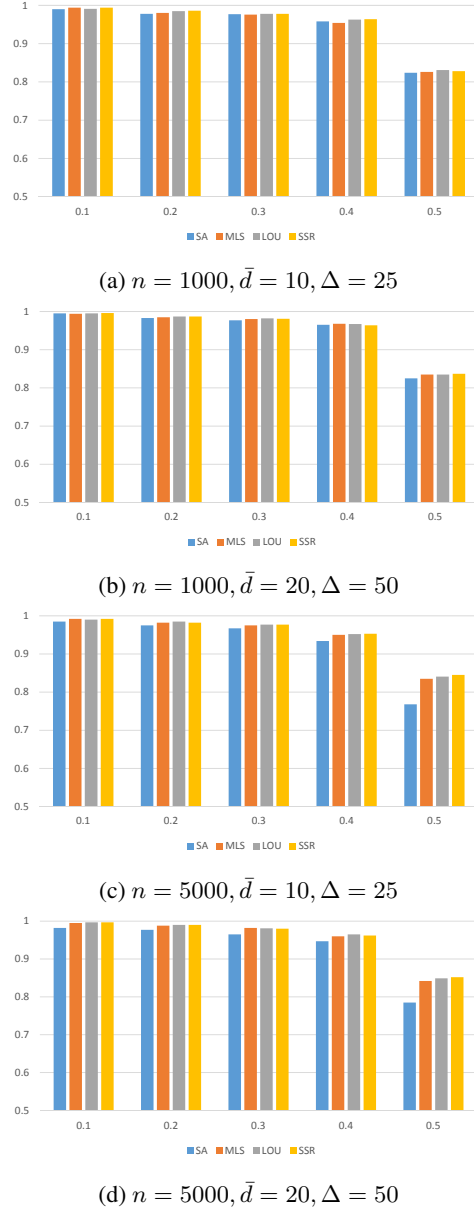 1
0.9
0.8
0.7
0.6
0.5
0.1 0.2 0.3 0.4 0.5
SA MLS LOU SSR
(a) n = 1000, d̄ = 10, Δ = 25
1
0.9
0.8
0.7
0.6
0.5
0.1 0.2 0.3 0.4 0.5
SA MLS LOU SSR
(b) n = 1000, d̄ = 20, Δ = 50
1
0.9
0.8
0.7
0.6
0.5
0.1 0.2 0.3 0.4 0.5
SA MLS LOU SSR
(c) n = 5000, d̄ = 10, Δ = 25
1
0.9
0.8
0.7
0.6
0.5
0.1 0.2 0.3 0.4 0.5
SA MLS LOU SSR
(d) n = 5000, d̄ = 20, Δ = 50